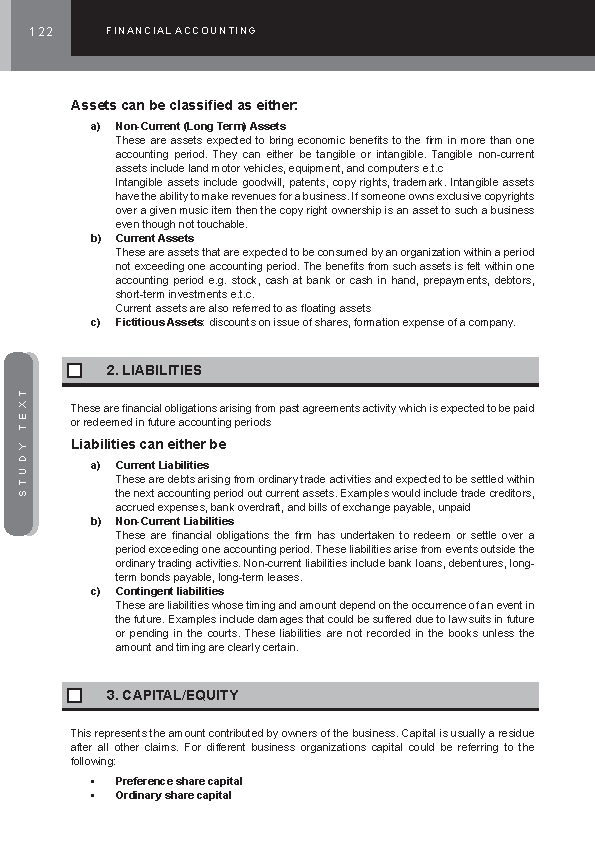 122
FINANCIAL ACCOUNTING
Assets can be classified as either:
a) Non-Current (Long Term) Assets
These are assets expected to bring economic benefits to the firm in more than one
accounting period. They can either be tangible or intangible. Tangible non-current
assets include land motor vehicles, equipment, and computers e.t.c
Intangible assets include goodwill, patents, copy rights, trademark. Intangible assets
have the ability to make revenues for a business. If someone owns exclusive copyrights
over a given music item then the copy right ownership is an asset to such a business
even though not touchable.
b) Current Assets
These are assets that are expected to be consumed by an organization within a period
not exceeding one accounting period. The benefits from such assets is felt within one
accounting period e.g. stock, cash at bank or cash in hand, prepayments, debtors,
short-term investments e.t.c.
Current assets are also referred to as floating assets
c) Fictitious Assets: discounts on issue of shares, formation expense of a company.
2. LIABILITIES
STUDY TEXT
These are financial obligations arising from past agreements activity which is expected to be paid
or redeemed in future accounting periods
Liabilities can either be
a) Current Liabilities
These are debts arising from ordinary trade activities and expected to be settled within
the next accounting period out current assets. Examples would include trade creditors,
accrued expenses, bank overdraft, and bills of exchange payable, unpaid
b) Non-Current Liabilities
These are financial obligations the firm has undertaken to redeem or settle over a
period exceeding one accounting period. These liabilities arise from events outside the
ordinary trading activities. Non-current liabilities include bank loans, debentures, long-
term bonds payable, long-term leases.
c) Contingent liabilities
These are liabilities whose timing and amount depend on the occurrence of an event in
the future. Examples include damages that could be suffered due to law suits in future
or pending in the courts. These liabilities are not recorded in the books unless the
amount and timing are clearly certain.
3. CAPITAL/EQUITY
This represents the amount contributed by owners of the business. Capital is usually a residue
after all other claims. For different business organizations capital could be referring to the
following:
• Preference share capital
• Ordinary share capital